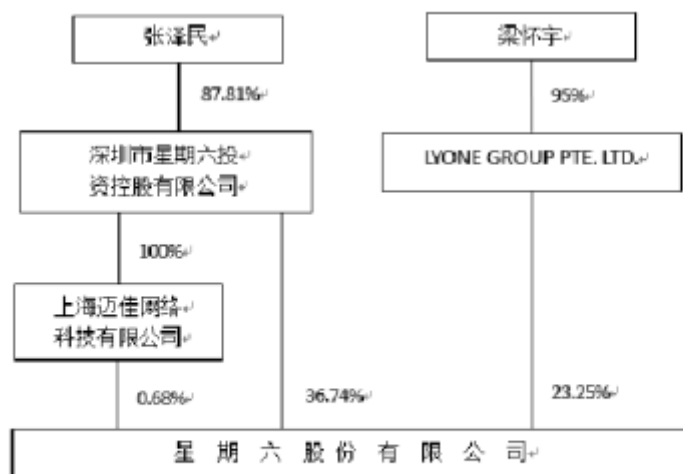 张泽民
梁怀宇
87.81%
95%
深圳市星期六投
资控股有限公司
LYONE GROUP PTE. LTD.
100%
上海迈佳网络
科技有限公司
0.68%
36.74%
23.25%
星期六股份有限公司